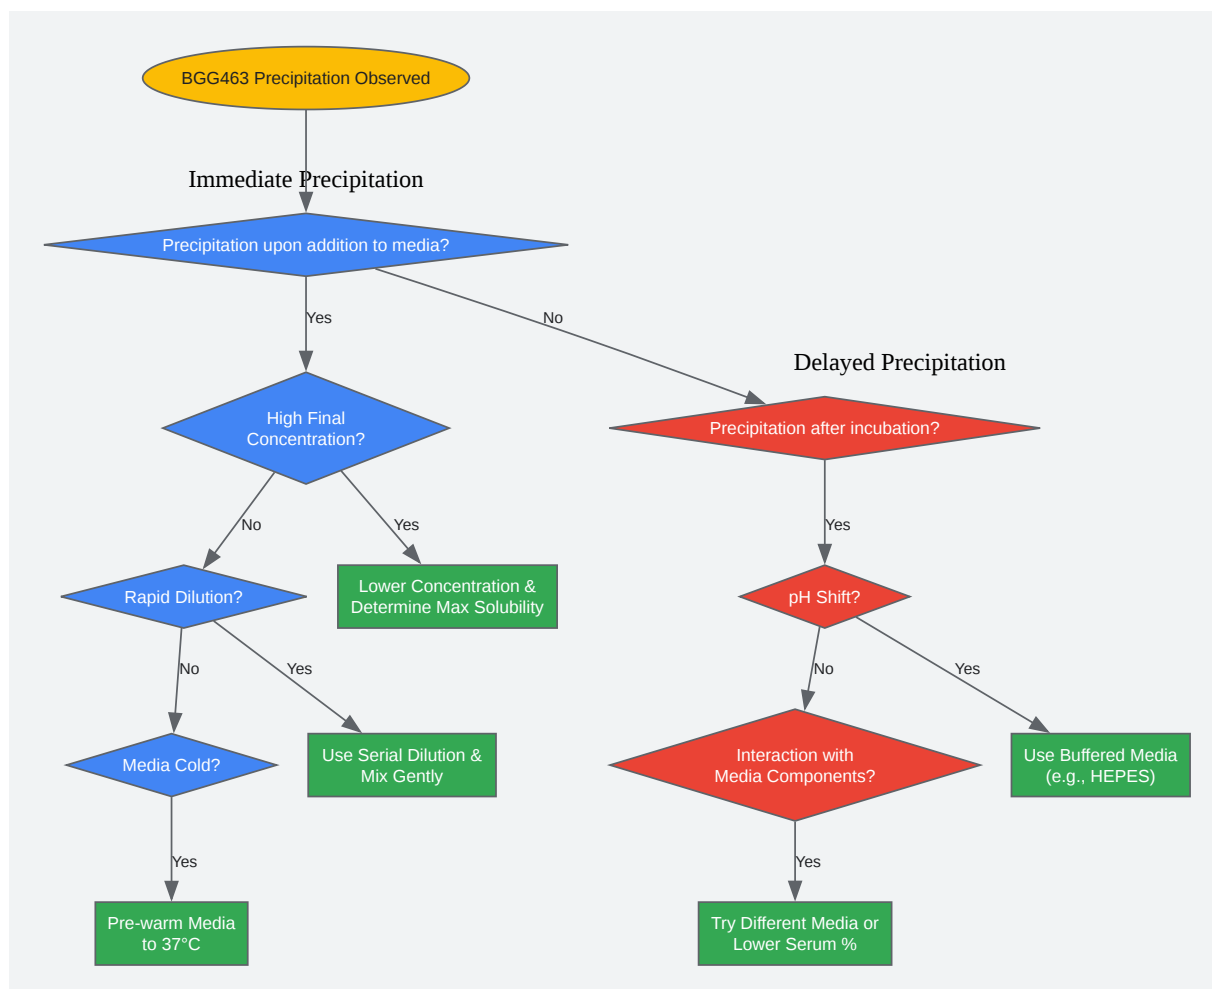 BGG463 Precipitation Observed
Immediate Precipitation
Precipitation upon addition to media?
Yes
No
Delayed Precipitation
High Final
Concentration?
Precipitation after incubation?
No
Yes
Yes
Rapid Dilution?
Lower Concentration &
Determine Max Solubility
pH Shift?
No
Yes
No
Yes
Media Cold?
Use Serial Dilution &
Mix Gently
Interaction with
Media Components?
Use Buffered Media
(e.g., HEPES)
Yes
Yes
Pre-warm Media
to 37°C
Try Different Media or
Lower Serum %